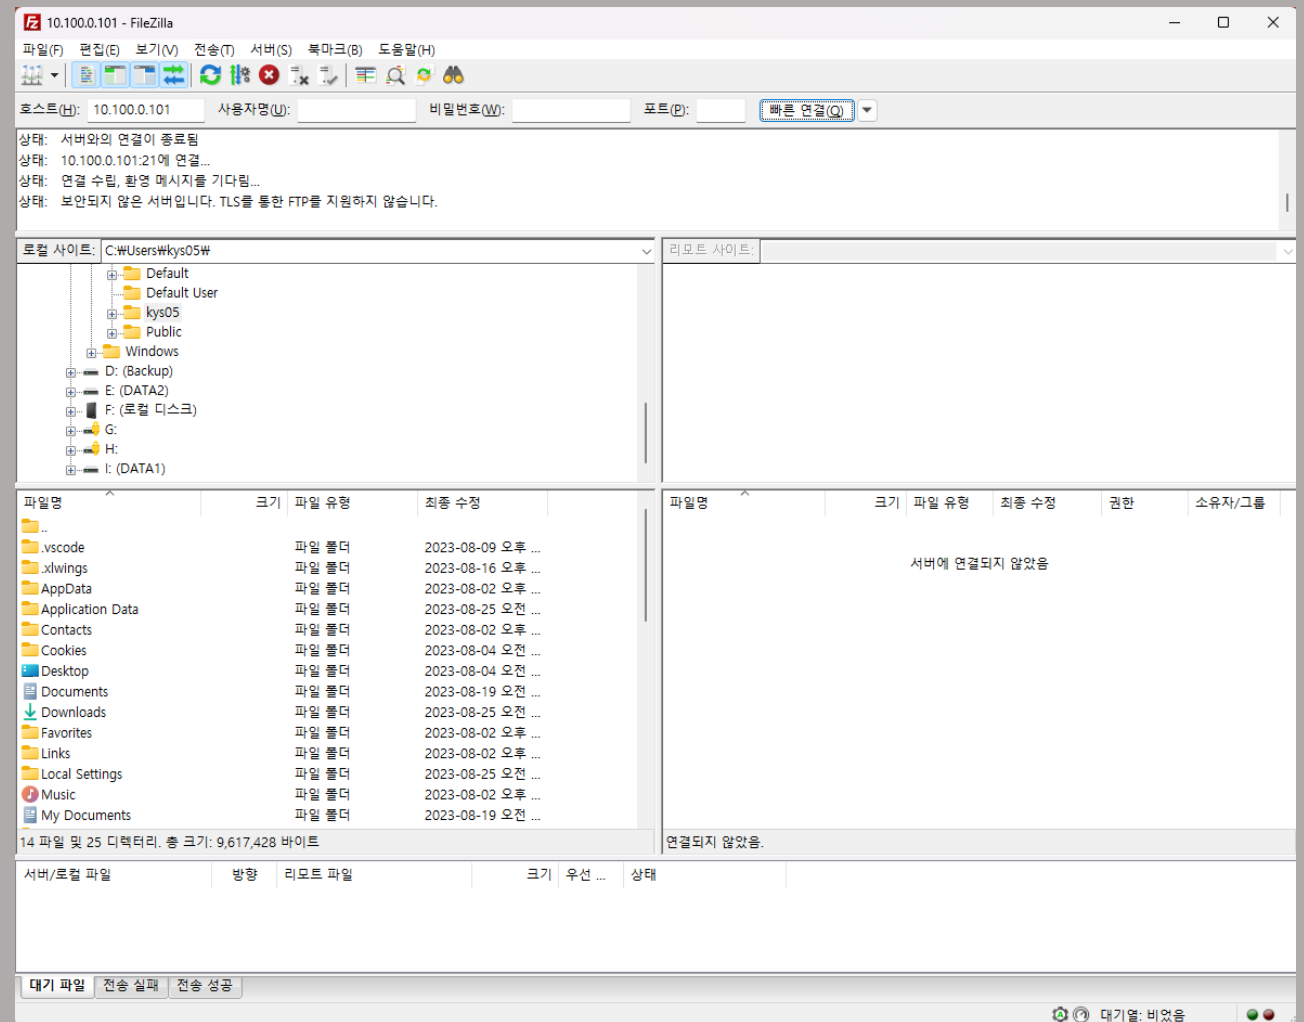 10.100.0.101 - FileZilla
파일(F) 편집(E) 보기(V) 전송(T) 서버(S) 북마크(B) 도움말(H)
호스트(H): 10.100.0.101 사용자명(U): 비밀번호(W): 포트(P): 빠른 연결(Q)
상태: 서버와의 연결이 종료됨
상태: 10.100.0.101:21에 연결...
상태: 연결 수립, 환영 메시지를 기다림...
상태: 보안되지 않은 서버입니다. TLS를 통한 FTP를 지원하지 않습니다.
로컬 사이트: C:₩Users₩kys05₩
Default
Default User
kys05
Public
Windows
D: (Backup)
E: (DATA2)
F: (로컬 디스크)
G:
H:
I: (DATA1)
리모트 사이트:
파일명 크기 파일 유형 최종 수정
..
.vscode 파일 폴더 2023-08-09 오후 ...
.xlwings 파일 폴더 2023-08-16 오후 ...
AppData 파일 폴더 2023-08-02 오후 ...
Application Data 파일 폴더 2023-08-25 오전 ...
Contacts 파일 폴더 2023-08-02 오후 ...
Cookies 파일 폴더 2023-08-04 오전 ...
Desktop 파일 폴더 2023-08-04 오전 ...
Documents 파일 폴더 2023-08-19 오전 ...
Downloads 파일 폴더 2023-08-25 오전 ...
Favorites 파일 폴더 2023-08-02 오후 ...
Links 파일 폴더 2023-08-02 오후 ...
Local Settings 파일 폴더 2023-08-25 오전 ...
Music 파일 폴더 2023-08-02 오후 ...
My Documents 파일 폴더 2023-08-19 오전 ...
14 파일 및 25 디렉터리. 총 크기: 9,617,428 바이트
파일명 크기 파일 유형 최종 수정 권한 소유자/그룹
서버에 연결되지 않았음
연결되지 않았음.
서버/로컬 파일 방향 리모트 파일 크기 우선 ... 상태
대기 파일 전송 실패 전송 성공
대기열: 비었음